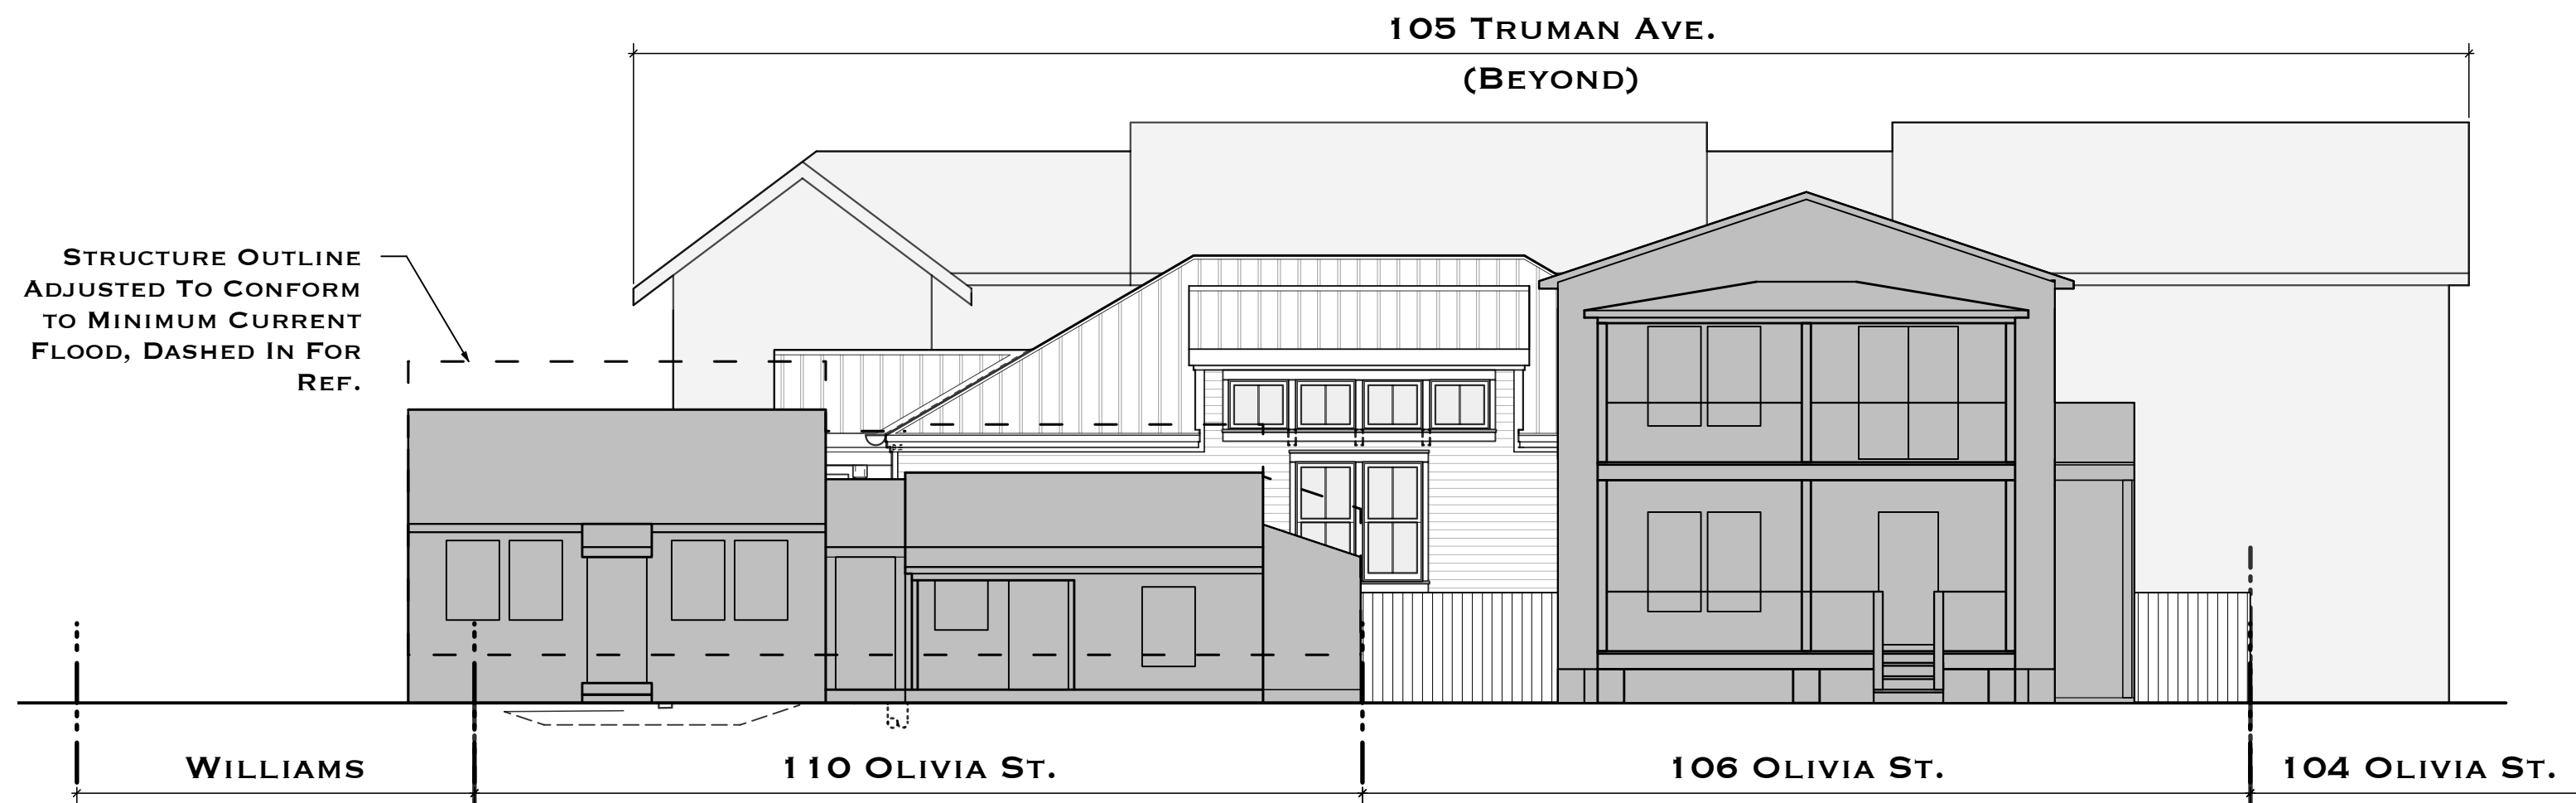 105 Truman Ave.
(Beyond)
Structure Outline
Adjusted To Conform
to Minimum Current
Flood, Dashed In For
Ref.
Williams
110 Olivia St.
106 Olivia St.
104 Olivia St.